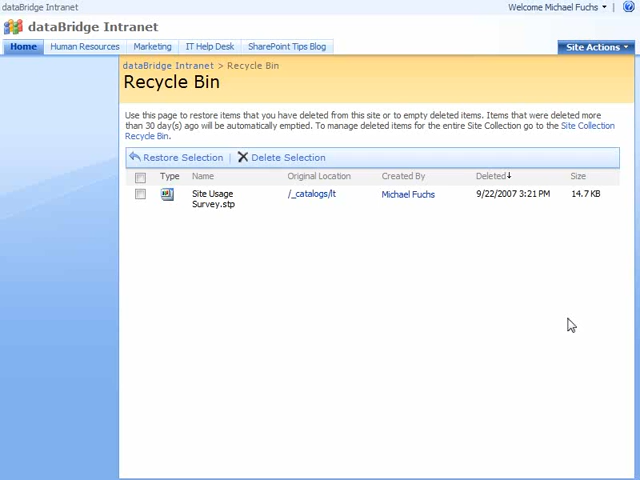 dataBridge Intranet
Welcome Michael Fuchs
dataBridge Intranet
Home Human Resources Marketing IT Help Desk SharePoint Tips Blog Site Actions
dataBridge Intranet > Recycle Bin
Recycle Bin
Use this page to restore items that you have deleted from this site or to empty deleted items. Items that were deleted more
than 30 day(s) ago will be automatically emptied. To manage deleted items for the entire Site Collection go to the Site Collection
Recycle Bin.
Restore Selection | Delete Selection
Type Name Original Location Created By Deleted Size
Site Usage /_catalogs/lt Michael Fuchs 9/22/2007 3:21 PM 14.7 KB
Survey.stp